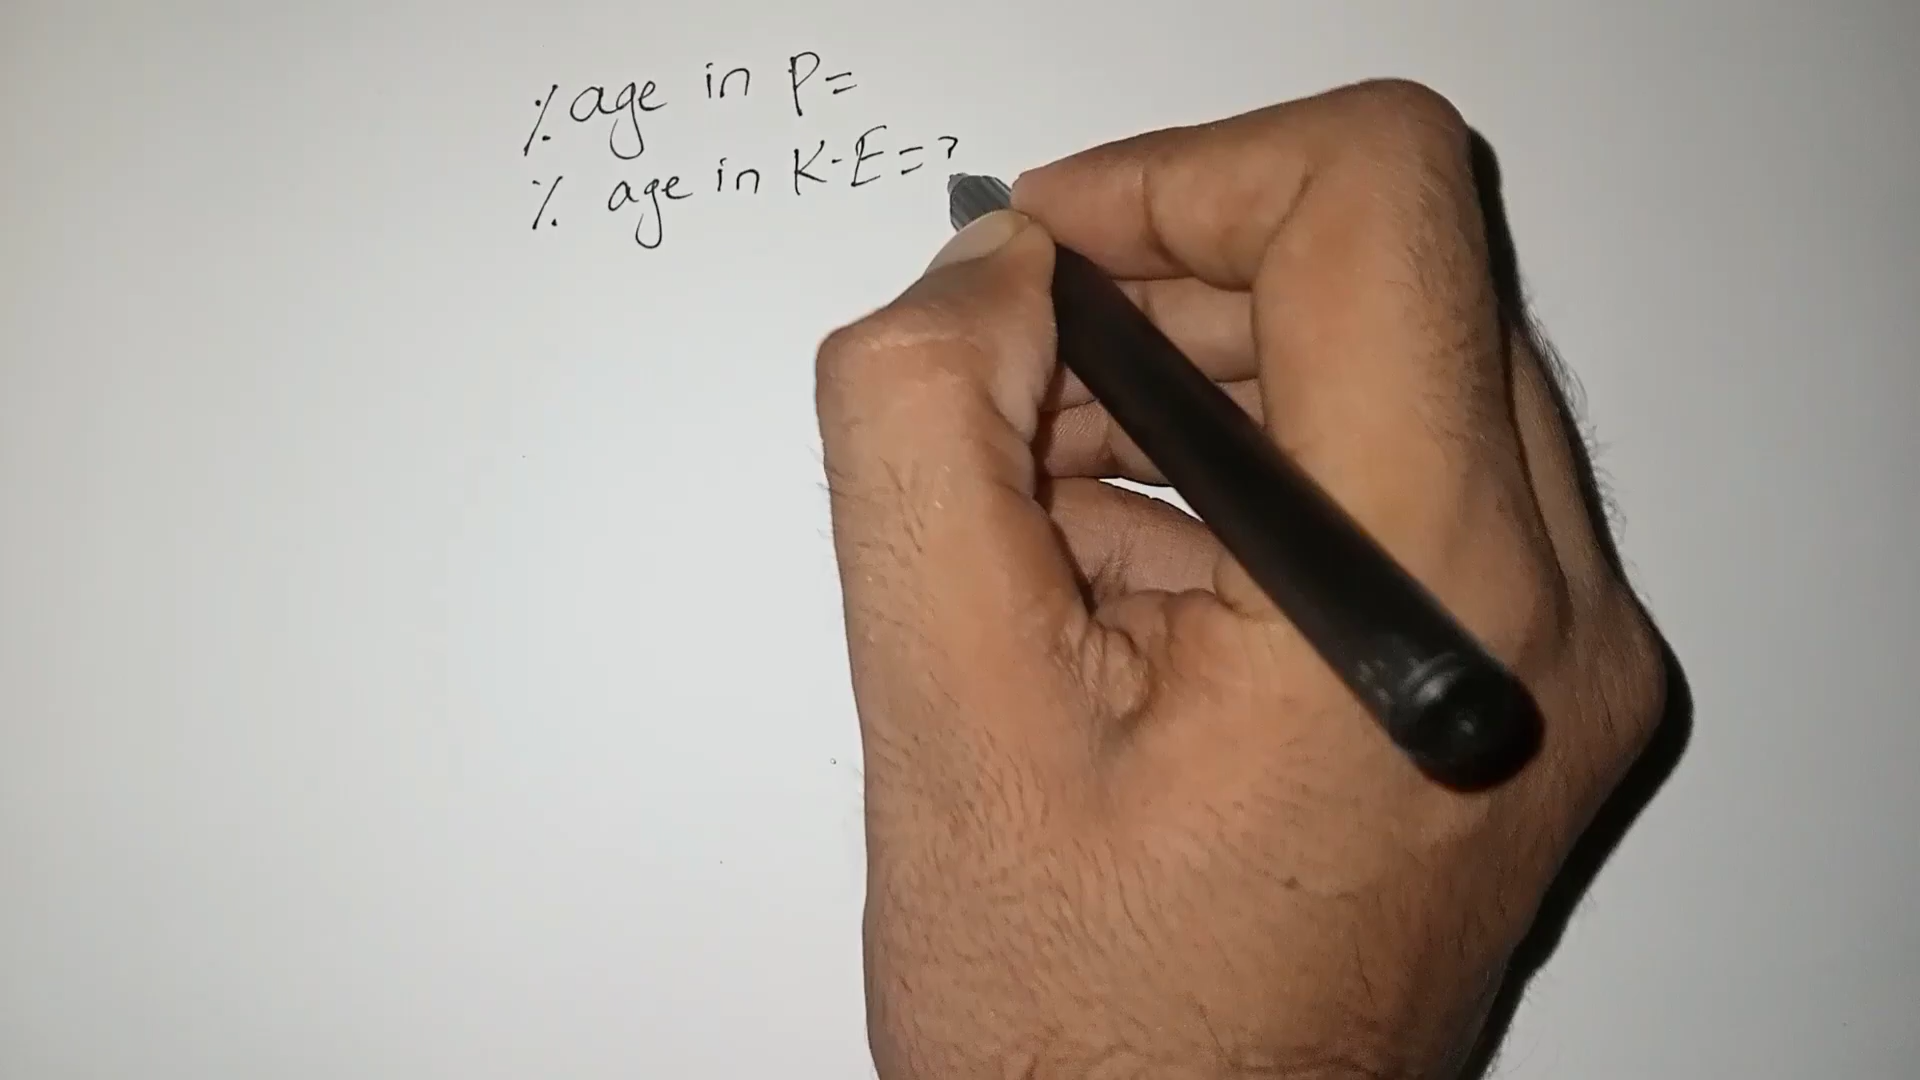 % age in P=
% age in K-E=?